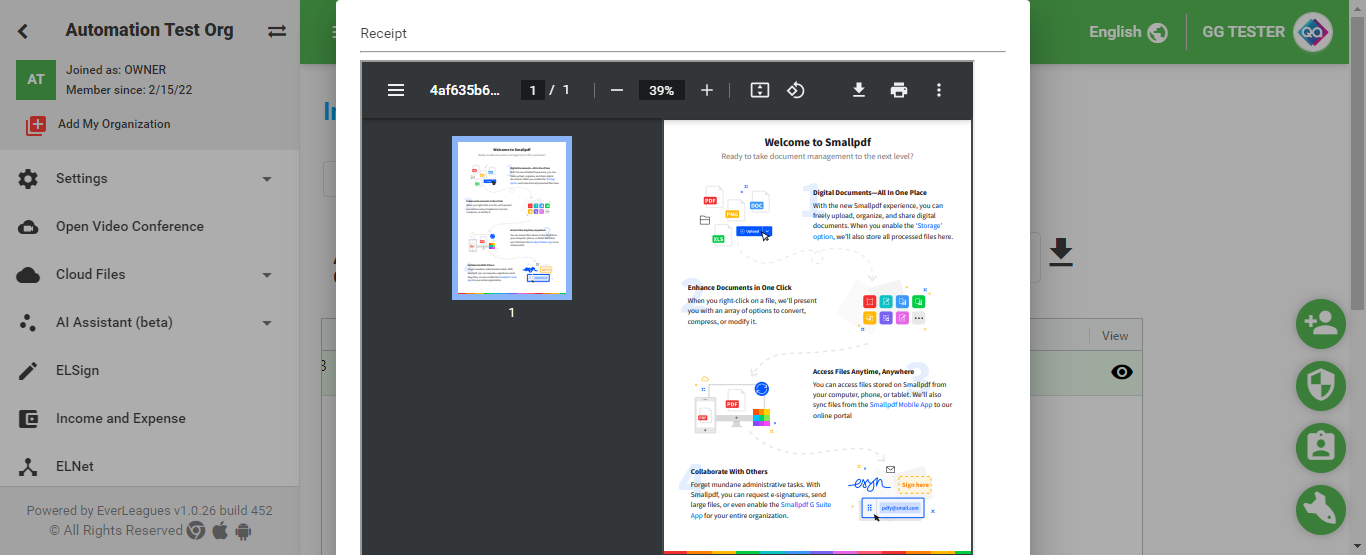 Automation Test Org
AT
Joined as: OWNER
Member since: 2/15/22
Add My Organization
Settings
Open Video Conference
Cloud Files
AI Assistant (beta)
ELSign
Income and Expense
ELNet
Powered by EverLeagues v1.0.26 build 452
© All Rights Reserved
English
GG TESTER
QA
View
3
Receipt
4af635b6...
1 / 1
39%
1
Welcome to Smallpdf
Ready to take document management to the next level?
1
PDF
PNG
DOC
XLS
Upload
Digital Documents—All In One Place
With the new Smallpdf experience, you can
freely upload, organize, and share digital
documents. When you enable the 'Storage'
option, we'll also store all processed files here.
2
Enhance Documents in One Click
When you right-click on a file, we'll present
you with an array of options to convert,
compress, or modify it.
3
PDF
PDF
Access Files Anytime, Anywhere
You can access files stored on Smallpdf from
your computer, phone, or tablet. We'll also
sync files from the Smallpdf Mobile App to our
online portal
4
Collaborate With Others
Forget mundane administrative tasks. With
Smallpdf, you can request e-signatures, send
large files, or even enable the Smallpdf G Suite
App for your entire organization.
Sign here
pdfy@small.com